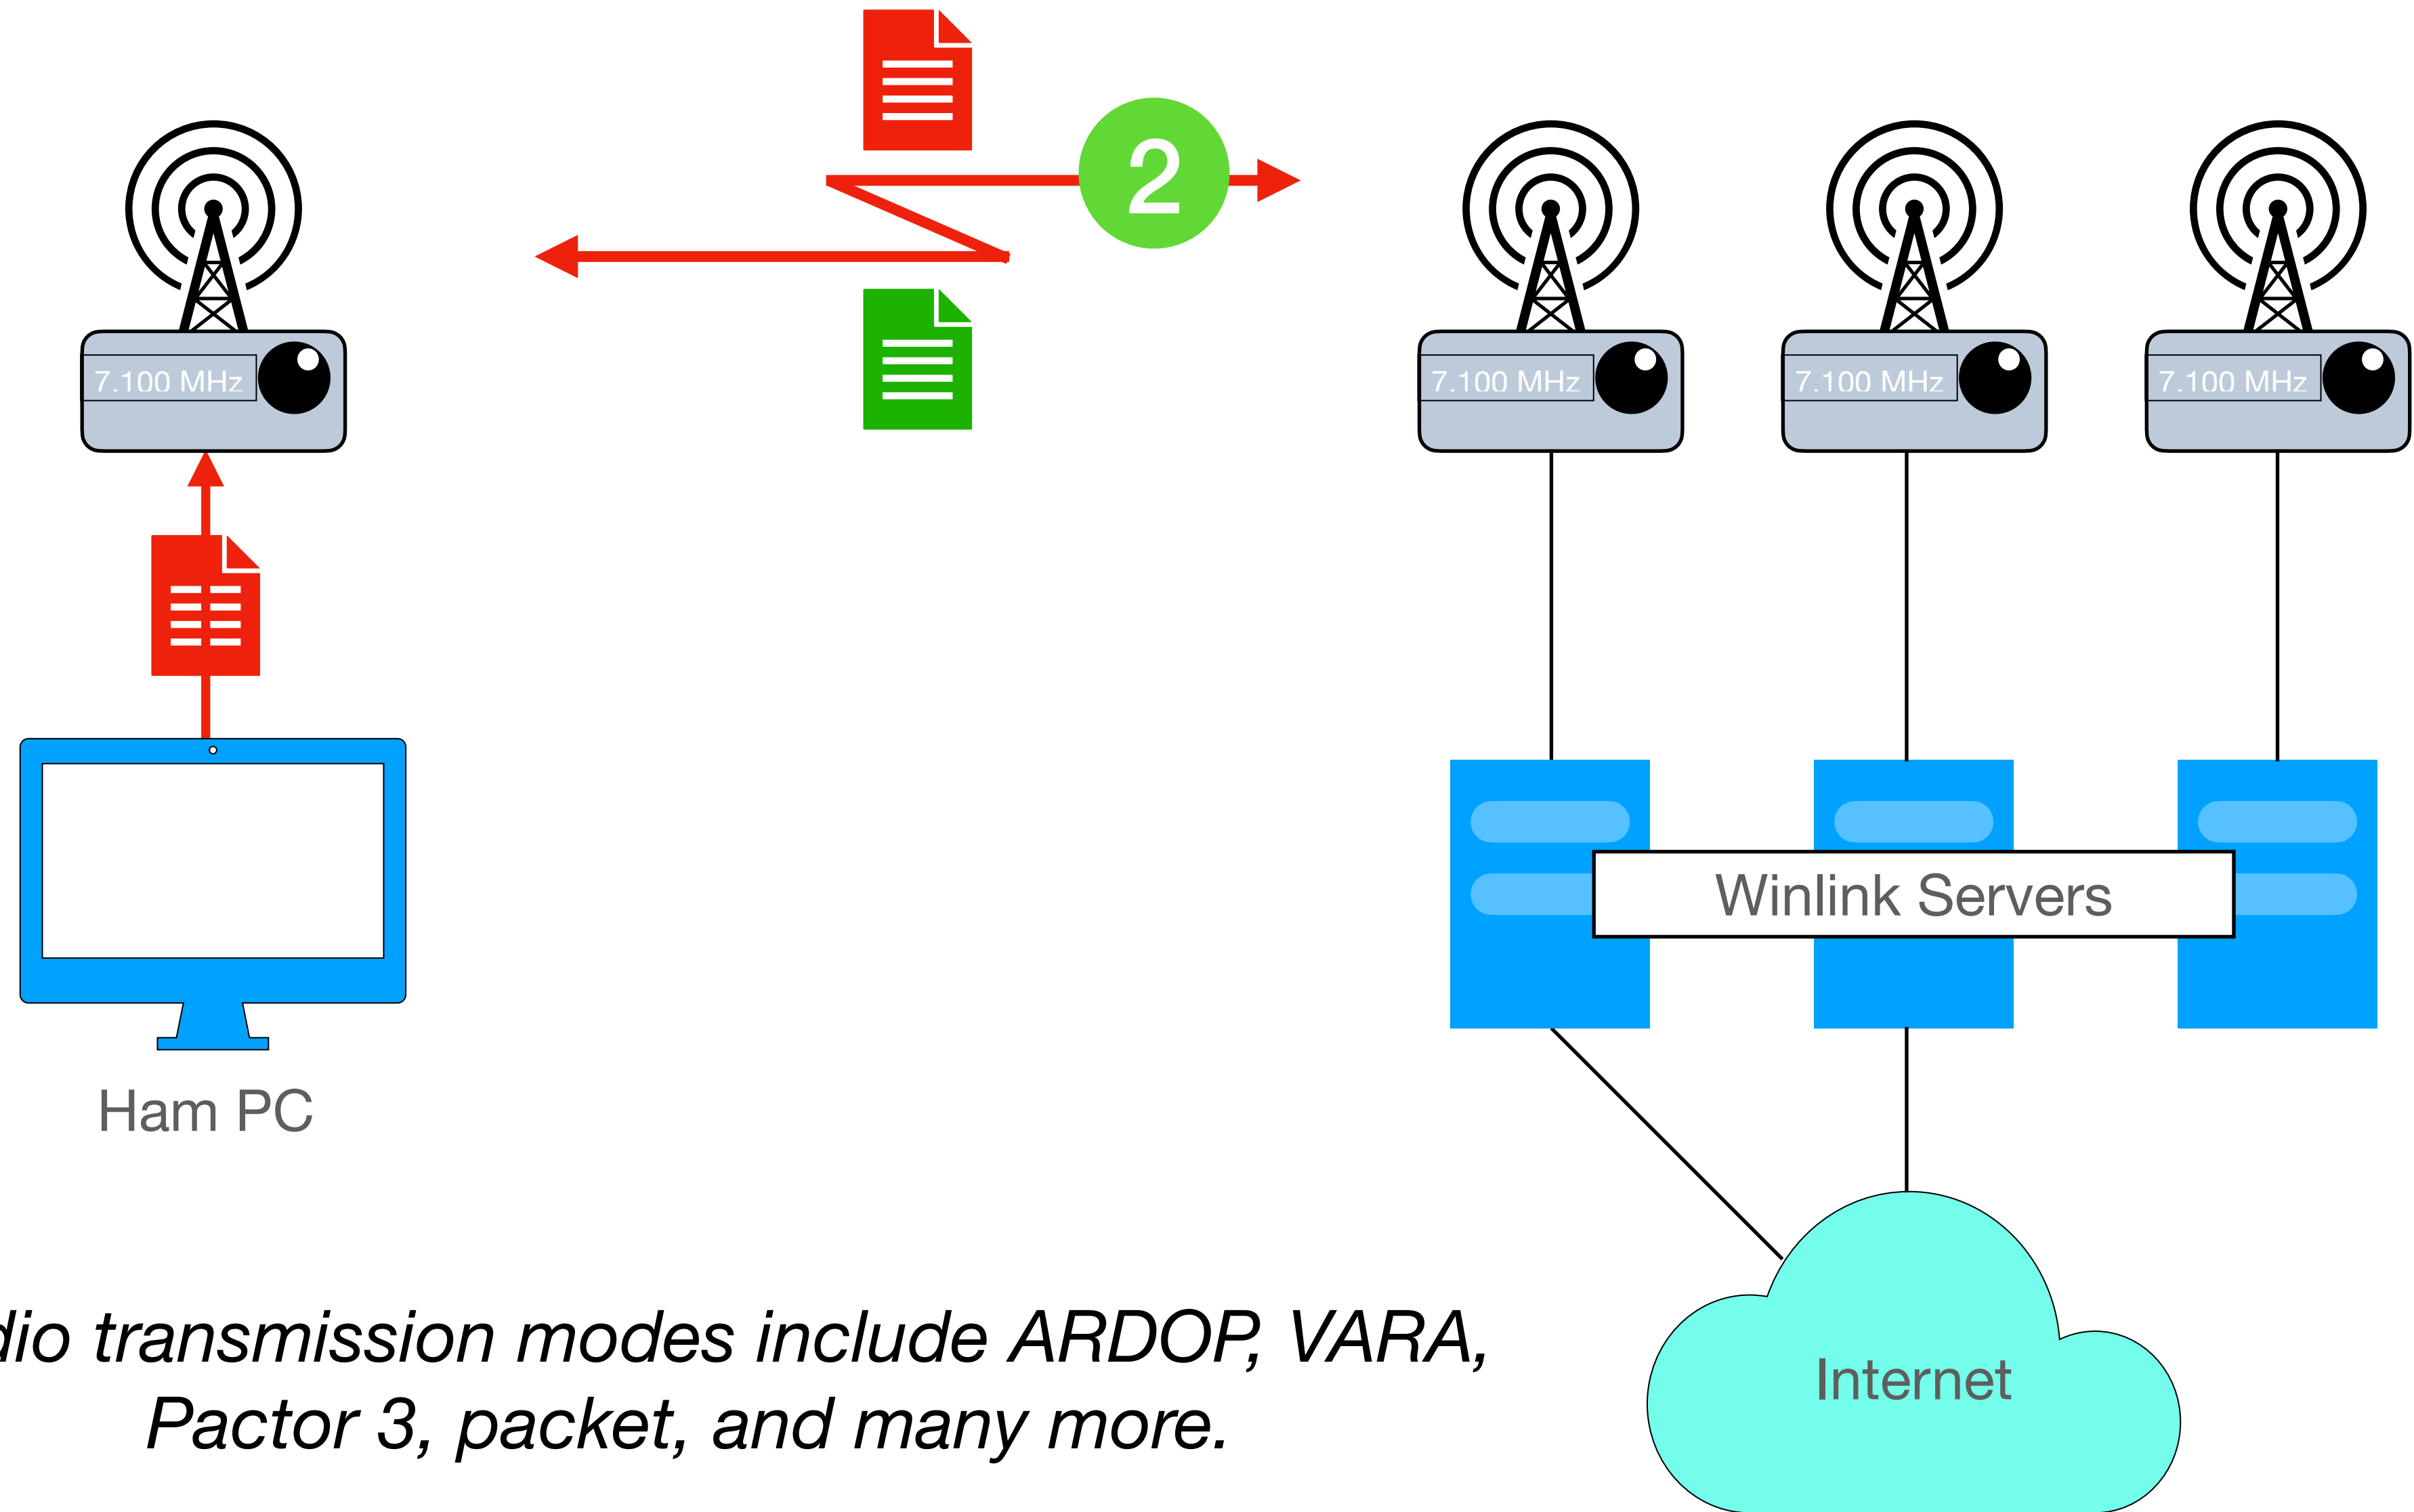 2
7.100 MHz
7.100 MHz
7.100 MHz
7.100 MHz
Winlink Servers
Ham PC
transmission modes include ARDOP, VARA,
Pactor 3, packet, and many more.
Internet